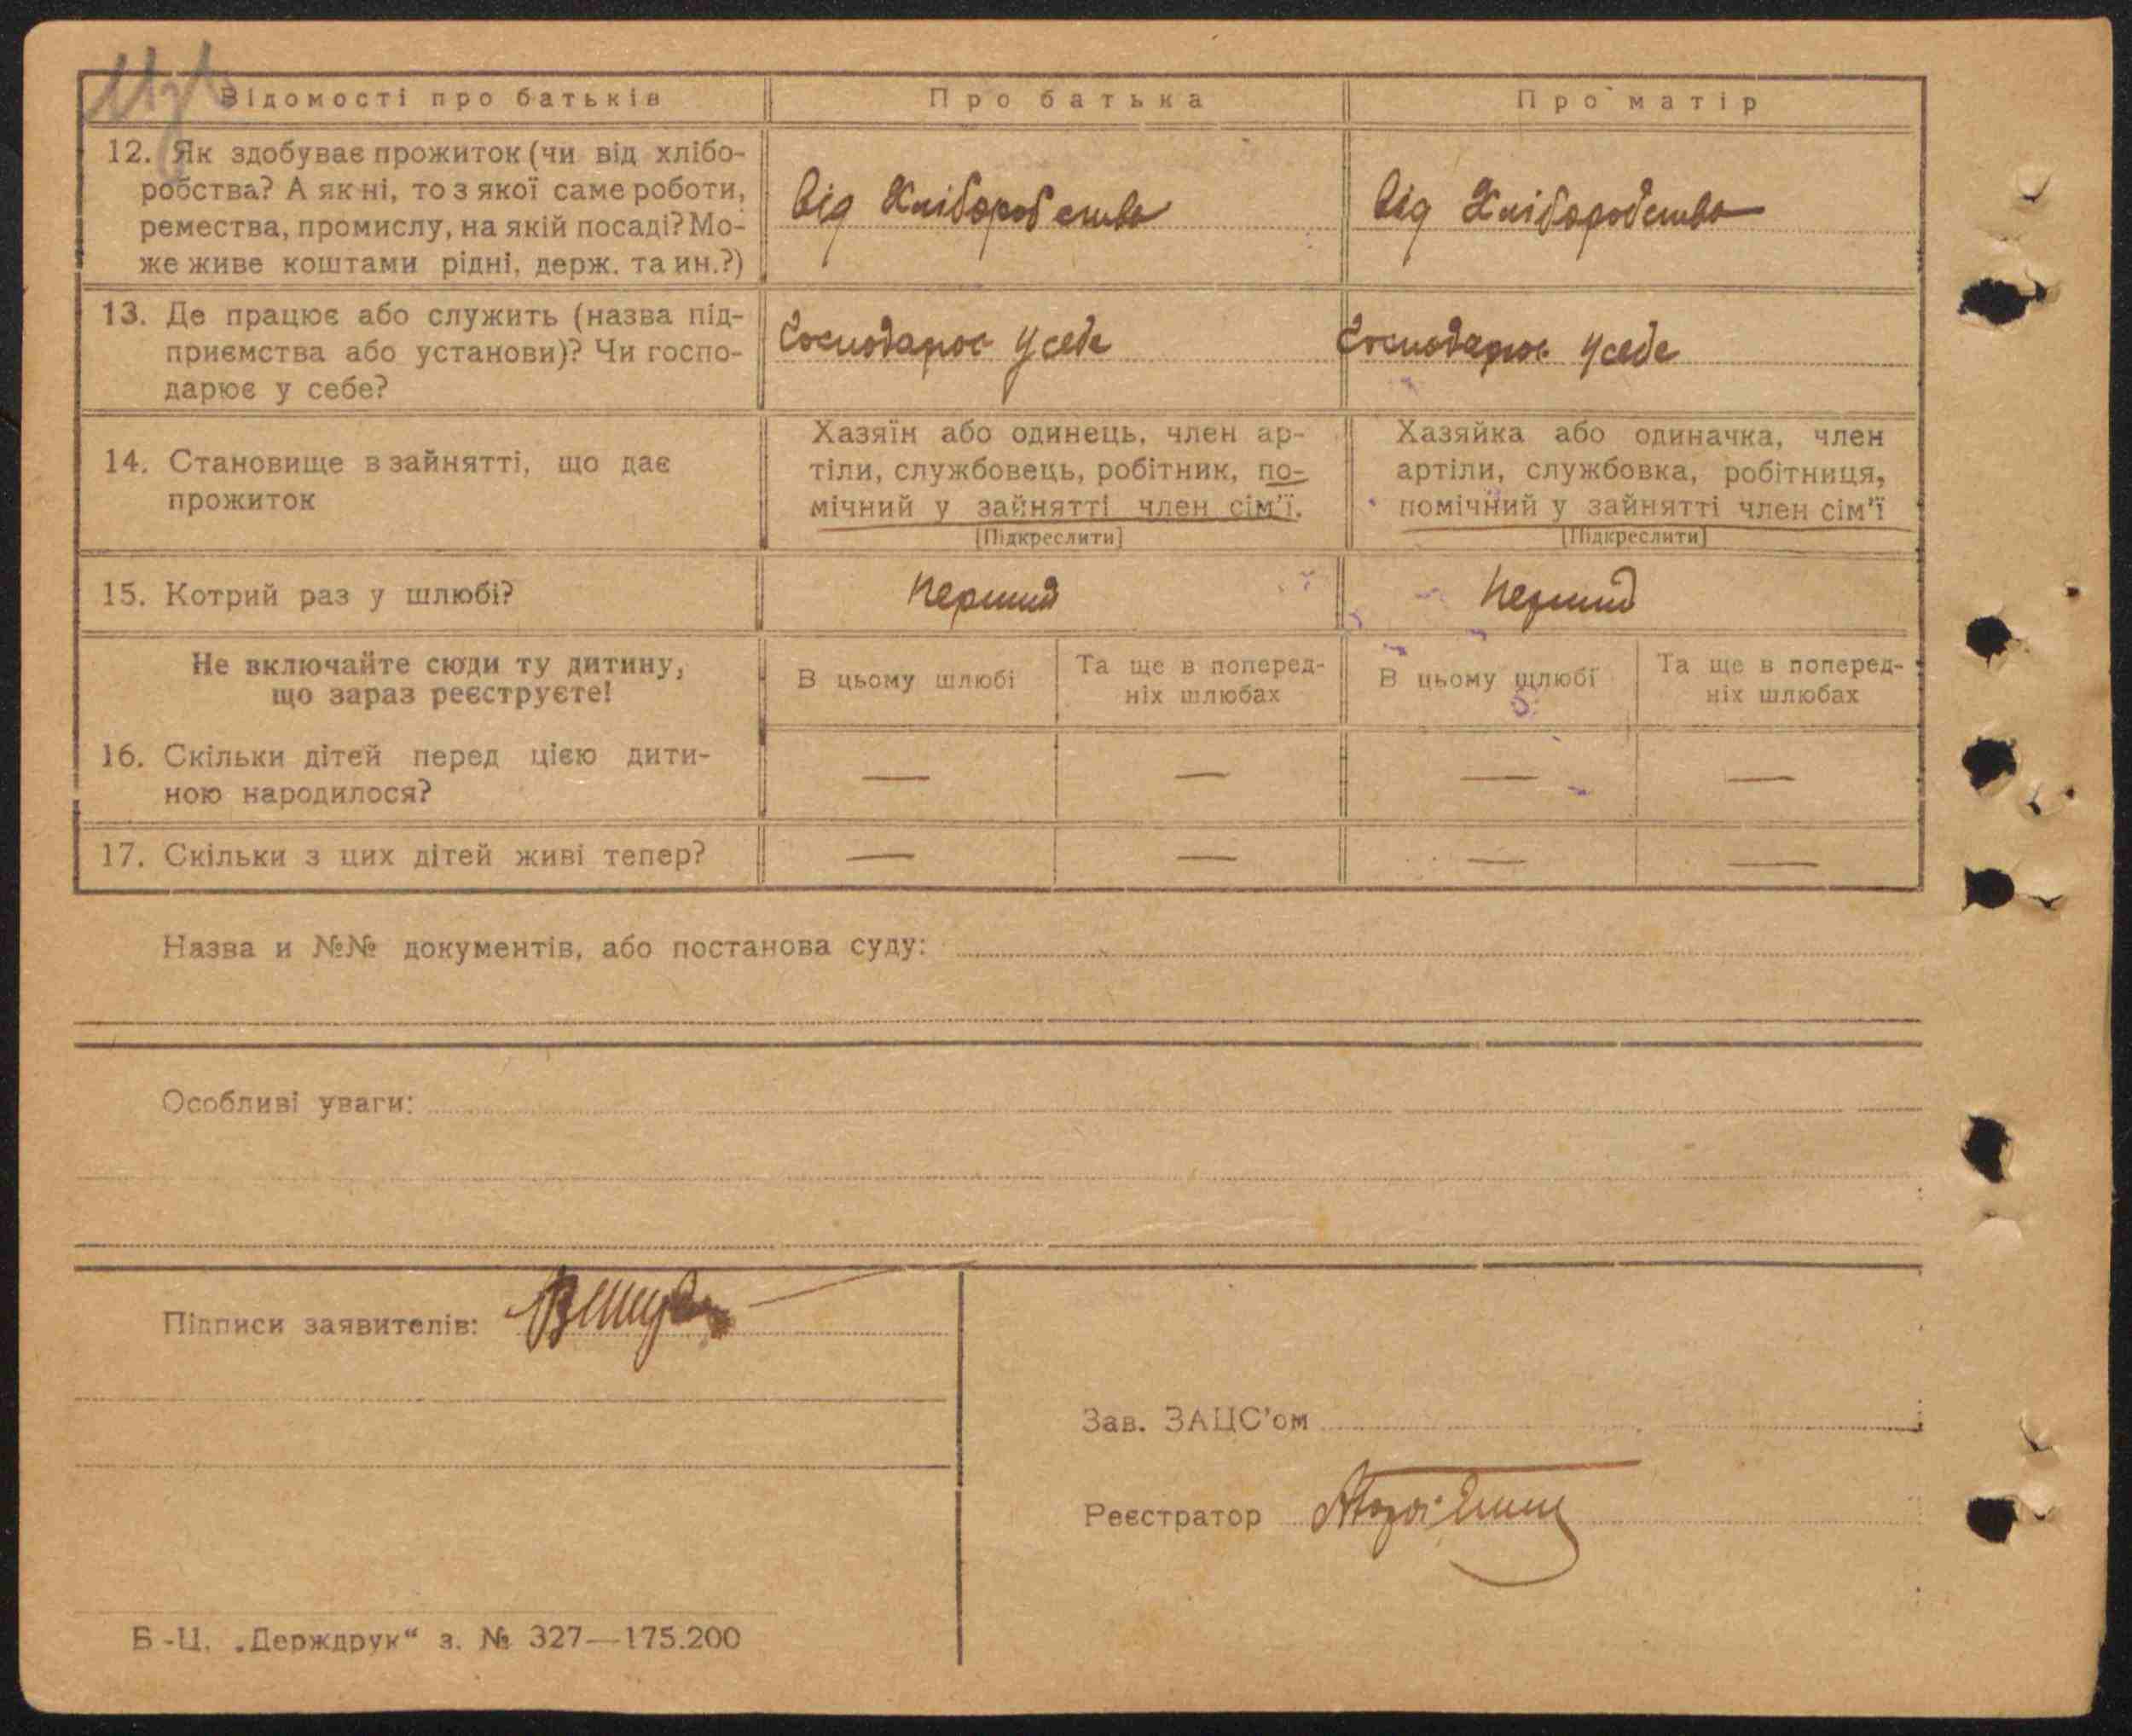 Відомості про батьків
Про батька
Про матір
12. Як здобуває прожиток (чи від хлібо-
робства? А як ні, то з якої саме роботи,
ремества, промислу, на якій посаді? Мо-
же живе коштами рідні, держ. та ин.?)
Від Хліборобства
Від Хліборобства
13. Де працює або служить (назва під-
приємства або установи)? Чи госпо-
дарює у себе?
Господарює у себе
Господарює у себе
14. Становище в зайнятті, що дає
прожиток
Хазяїн або одинець, член ар-
тіли, службовець, робітник, по-
мічний у зайнятті член сім'ї.
[Підкреслити]
Хазяйка або одиначка, член
артіли, службовка, робітниця,
помічний у зайнятті член сім'ї
[Підкреслити]
15. Котрий раз у шлюбі?
перший
перший
Не включайте сюди ту дитину,
що зараз реєструєте!
В цьому шлюбі
Та ще в поперед-
ніх шлюбах
В цьому шлюбі
Та ще в поперед-
ніх шлюбах
16. Скільки дітей перед цією дити-
ною народилося?
— — — —
17. Скільки з цих дітей живі тепер?
— — — —
Назва и №№ документів, або постанова суду:
Особливі уваги:
Підписи заявителів:
Зав. ЗАЦС'ом
Реєстратор
Б-Ц. „Держдрук“ з. № 327—175.200